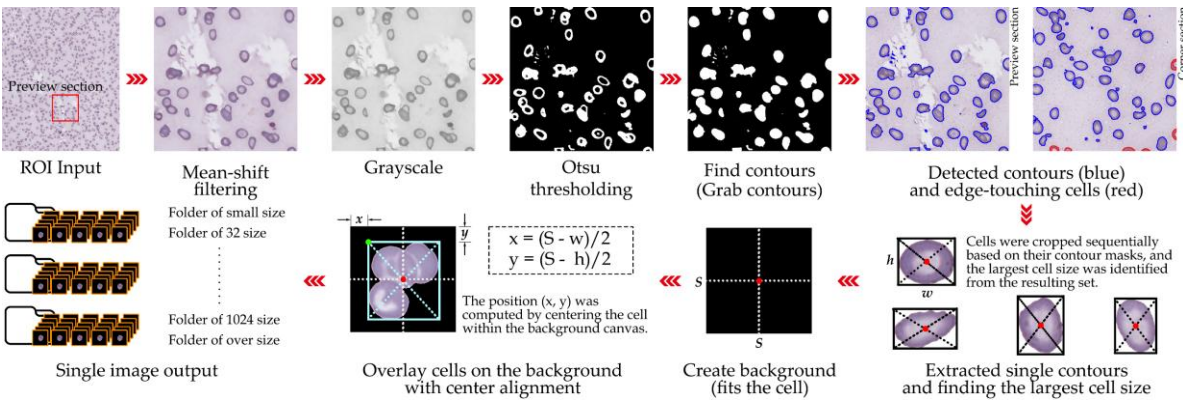 Preview section
ROI Input
Mean-shift
filtering
Grayscale
Otsu
thresholding
Find contours
(Grab contours)
Preview section
Corner section
Detected contours (blue)
and edge-touching cells (red)
h
w
Cells were cropped sequentially
based on their contour masks, and
the largest cell size was identified
from the resulting set.
Extracted single contours
and finding the largest cell size
S
S
Create background
(fits the cell)
x
y
x = (S - w)/2
y = (S - h)/2
The position (x, y) was
computed by centering the cell
within the background canvas.
Overlay cells on the background
with center alignment
Folder of small size
Folder of 32 size
Folder of 1024 size
Folder of over size
Single image output